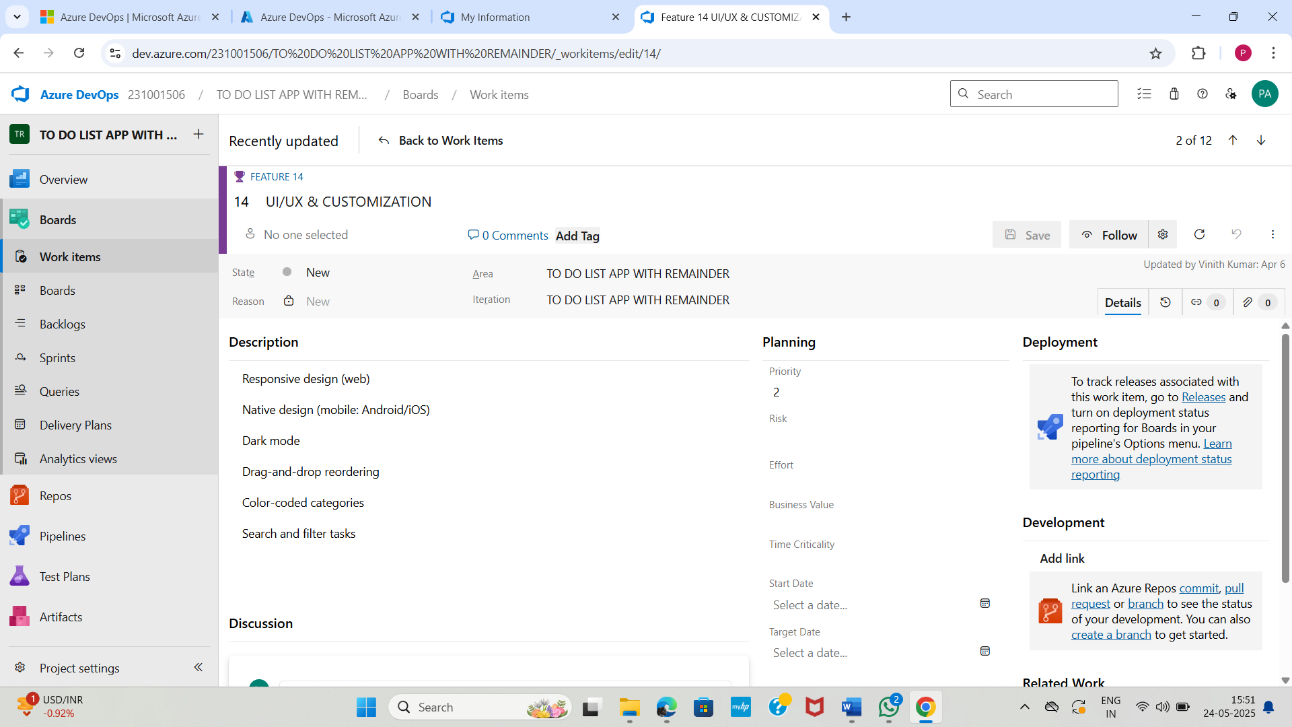 Azure DevOps | Microsoft Azure
Azure DevOps - Microsoft Azure
My Information
Feature 14 UI/UX & CUSTOMIZ
dev.azure.com/231001506/TO%20DO%20LIST%20APP%20WITH%20REMAINDER/_workitems/edit/14/
P
Azure DevOps 231001506 / TO DO LIST APP WITH REM... / Boards / Work items
Search
PA
TR TO DO LIST APP WITH ...
Overview
Boards
Work items
Boards
Backlogs
Sprints
Queries
Delivery Plans
Analytics views
Repos
Pipelines
Test Plans
Artifacts
Project settings
Recently updated
Back to Work Items
2 of 12
FEATURE 14
14 UI/UX & CUSTOMIZATION
No one selected
0 Comments
Add Tag
Save
Follow
Updated by Vinith Kumar: Apr 6
State New
Reason New
Area TO DO LIST APP WITH REMAINDER
Iteration TO DO LIST APP WITH REMAINDER
Details
0
0
Description
Responsive design (web)
Native design (mobile: Android/iOS)
Dark mode
Drag-and-drop reordering
Color-coded categories
Search and filter tasks
Discussion
Planning
Priority
2
Risk
Effort
Business Value
Time Criticality
Start Date
Select a date...
Target Date
Select a date...
Deployment
To track releases associated with
this work item, go to Releases and
turn on deployment status
reporting for Boards in your
pipeline's Options menu. Learn
more about deployment status
reporting
Development
Add link
Link an Azure Repos commit, pull
request or branch to see the status
of your development. You can also
create a branch to get started.
Related Work
1
USD/INR
-0.92%
Search
myhp
2
ENG
IN
15:51
24-05-2025